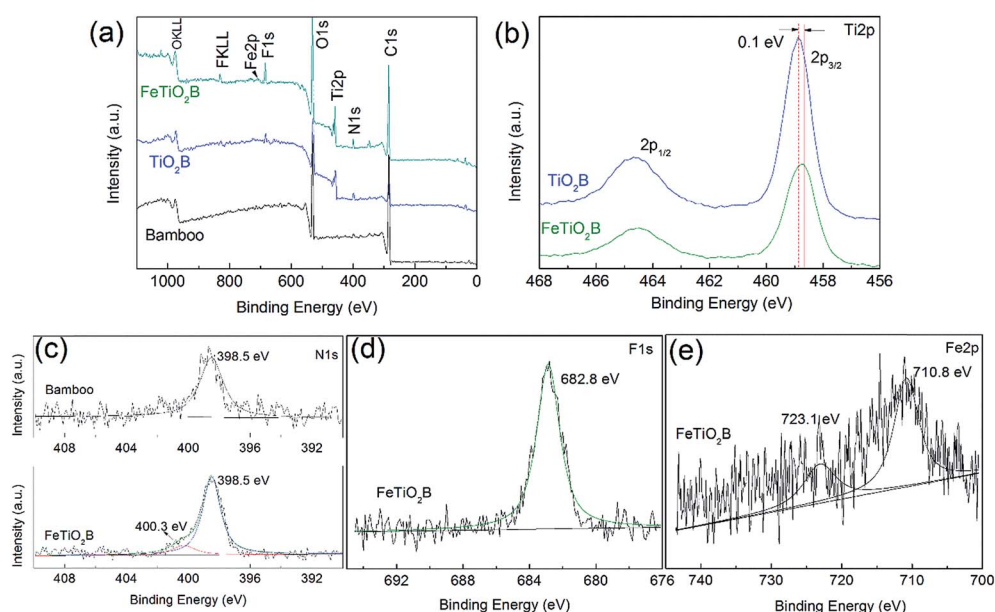 (a)
OKLL
FKLL
Fe2p
F1s
O1s
Ti2p
N1s
C1s
FeTiO₂B
TiO₂B
Bamboo
Intensity (a.u.)
1000 800 600 400 200 0
Binding Energy (eV)
(b)
Ti2p
0.1 eV
2p₃/₂
2p₁/₂
TiO₂B
FeTiO₂B
Intensity (a.u.)
468 466 464 462 460 458 456
Binding Energy (eV)
(c)
N1s
398.5 eV
Bamboo
Intensity (a.u.)
408 404 400 396 392
398.5 eV
400.3 eV
FeTiO₂B
Intensity (a.u.)
408 404 400 396 392
Binding Energy (eV)
(d)
F1s
682.8 eV
FeTiO₂B
Intensity (a.u.)
692 688 684 680 676
Binding Energy (eV)
(e)
Fe2p
710.8 eV
723.1 eV
FeTiO₂B
Intensity (a.u.)
740 730 720 710 700
Binding Energy (eV)